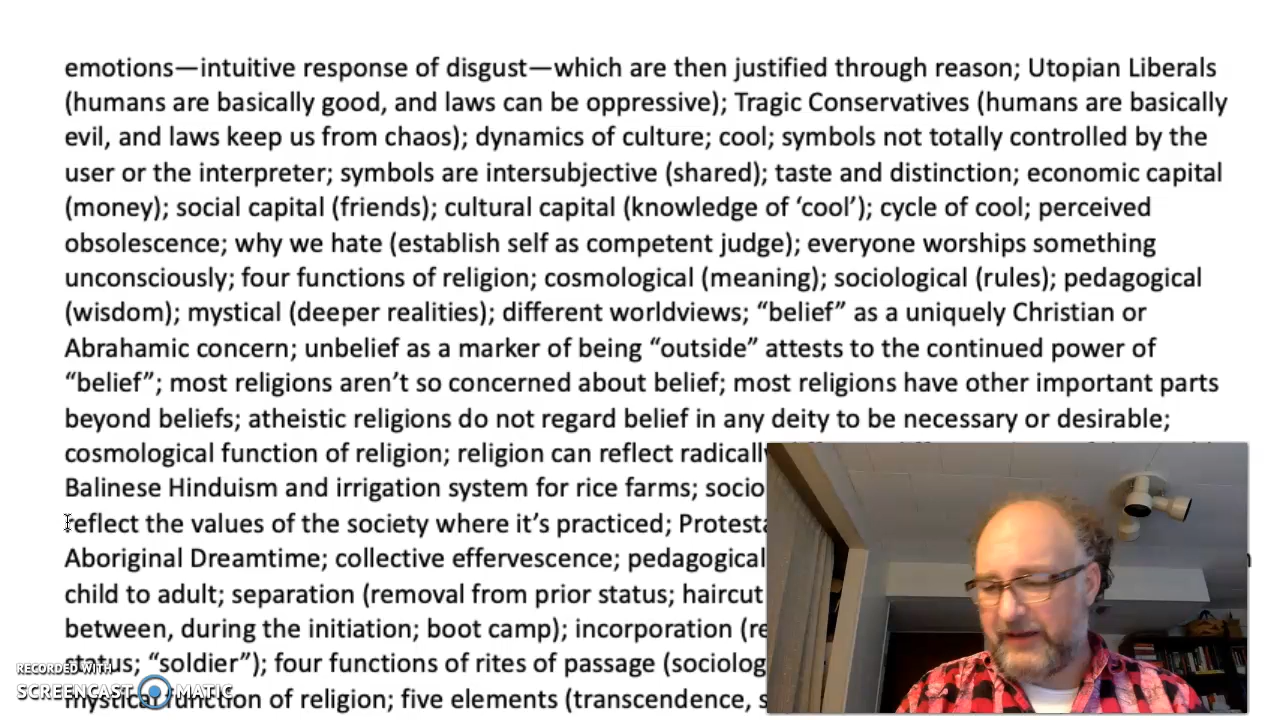 emotions—intuitive response of disgust—which are then justified through reason; Utopian Liberals
(humans are basically good, and laws can be oppressive); Tragic Conservatives (humans are basically
evil, and laws keep us from chaos); dynamics of culture; cool; symbols not totally controlled by the
user or the interpreter; symbols are intersubjective (shared); taste and distinction; economic capital
(money); social capital (friends); cultural capital (knowledge of ‘cool’); cycle of cool; perceived
obsolescence; why we hate (establish self as competent judge); everyone worships something
unconsciously; four functions of religion; cosmological (meaning); sociological (rules); pedagogical
(wisdom); mystical (deeper realities); different worldviews; “belief” as a uniquely Christian or
Abrahamic concern; unbelief as a marker of being “outside” attests to the continued power of
“belief”; most religions aren’t so concerned about belief; most religions have other important parts
beyond beliefs; atheistic religions do not regard belief in any deity to be necessary or desirable;
cosmological function of religion; religion can reflect
Balinese Hinduism and irrigation system for rice farms;
reflect the values of the society where it’s practiced;
Aboriginal Dreamtime; collective effervescence; pedagogical
child to adult; separation (removal from prior status; haircut
between, during the initiation; boot camp); incorporation
status; “soldier”); four functions of rites of passage
mystical function of religion; five elements (transcendence,
RECORDED WITH
SCREENCAST MATIC